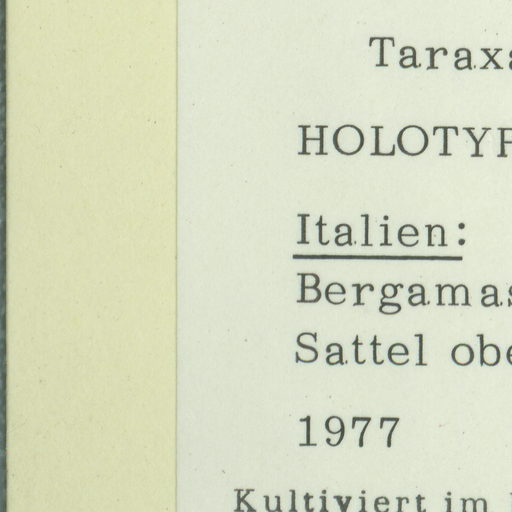 Taraxa
HOLOTYP
Italien:
Bergamas
Sattel obe
1977
Kultiviert im